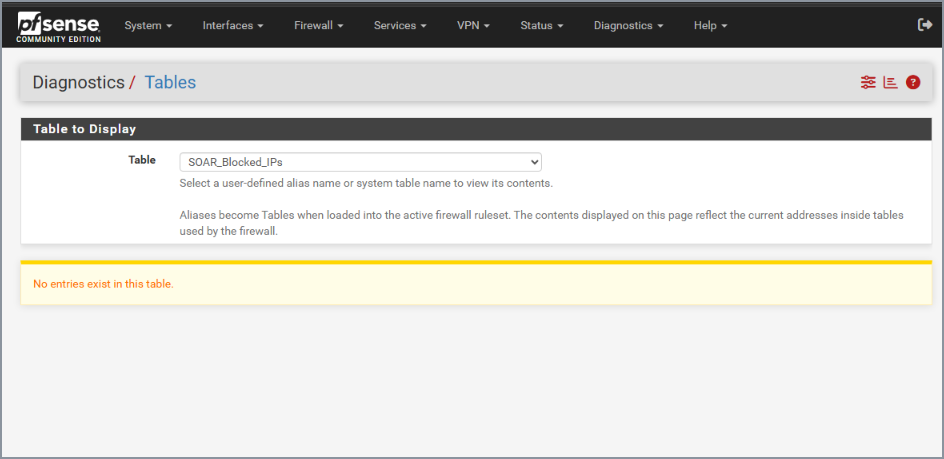 pfsense
COMMUNITY EDITION
System Interfaces Firewall Services VPN Status Diagnostics Help
Diagnostics / Tables
?
Table to Display
Table SOAR_Blocked_IPs
Select a user-defined alias name or system table name to view its contents.
Aliases become Tables when loaded into the active firewall ruleset. The contents displayed on this page reflect the current addresses inside tables
used by the firewall.
No entries exist in this table.